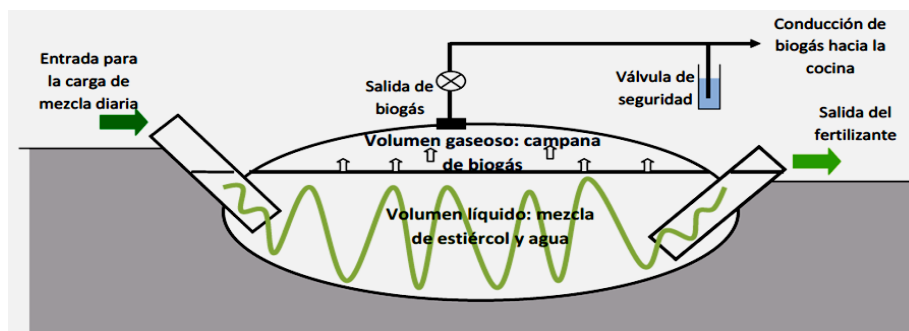 Entrada para
la carga de
mezcla diaria
Salida de
biogás
Conducción de
biogás hacia la
cocina
Válvula de
seguridad
Salida del
fertilizante
Volumen gaseoso: campana
de biogás
Volumen líquido: mezcla
de estiércol y agua